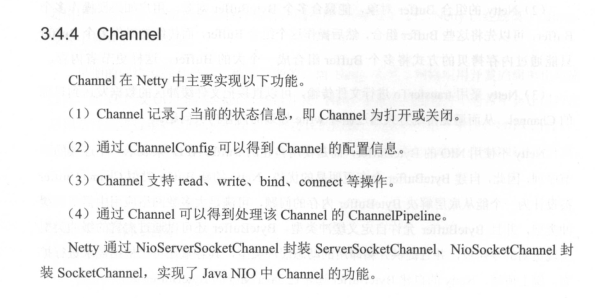 3.4.4 Channel
Channel 在 Netty 中主要实现以下功能。
（1）Channel 记录了当前的状态信息，即 Channel 为打开或关闭。
（2）通过 ChannelConfig 可以得到 Channel 的配置信息。
（3）Channel 支持 read、write、bind、connect 等操作。
（4）通过 Channel 可以得到处理该 Channel 的 ChannelPipeline。
Netty 通过 NioServerSocketChannel 封装 ServerSocketChannel、NioSocketChannel 封
装 SocketChannel，实现了 Java NIO 中 Channel 的功能。